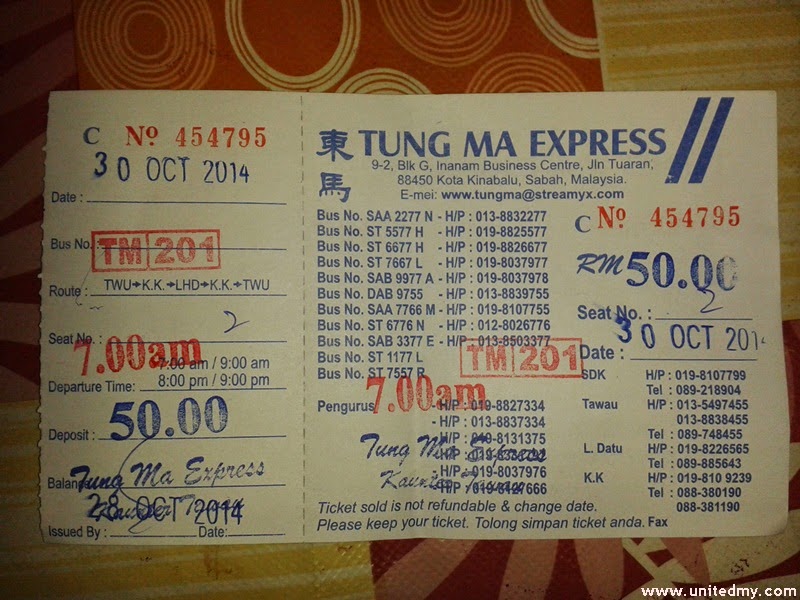 C Nº 454795
30 OCT 2014
Date :
Bus No. : TM 201
Route : TWU➔K.K.➔LHD➔K.K.➔TWU
Seat No. : 2
7.00am
7:00 am / 9:00 am
Departure Time: 8:00 pm / 9:00 pm
Deposit : 50.00
Tung Ma Express
28 OCT 2014
Issued By : Date:
東馬
TUNG MA EXPRESS
9-2, Blk G, Inanam Business Centre, Jln Tuaran,
88450 Kota Kinabalu, Sabah, Malaysia.
E-mei: www.tungma@streamyx.com
Bus No. SAA 2277 N - H/P : 013-8832277
Bus No. ST 5577 H - H/P : 019-8825577
Bus No. ST 6677 H - H/P : 019-8826677
Bus No. ST 7667 L - H/P : 019-8037977
Bus No. SAB 9977 A - H/P : 019-8037978
Bus No. DAB 9755 - H/P : 013-8839755
Bus No. SAA 7766 M - H/P : 019-8107755
Bus No. ST 6776 N - H/P : 012-8026776
Bus No. SAB 3377 E - H/P : 013-8503377
Bus No. ST 1177 L
Bus No. ST 7557 R
TM 201
7.00am
Pengurus - H/P : 019-8827334
- H/P : 013-8837334
- H/P : 019-8131375
Tung Ma Express
- H/P : 019-8037976
Ticket sold is not refundable & change date.
Please keep your ticket. Tolong simpan ticket anda.
C Nº 454795
RM 50.00
Seat No. : 2
30 OCT 201
Date :
SDK H/P : 019-8107799
Tel : 089-218904
Tawau H/P : 013-5497455
013-8838455
Tel : 089-748455
L. Datu H/P : 019-8226565
Tel : 089-885643
K.K H/P : 019-810 9239
Tel : 088-380190
Fax 088-381190
www.unitedmy.com